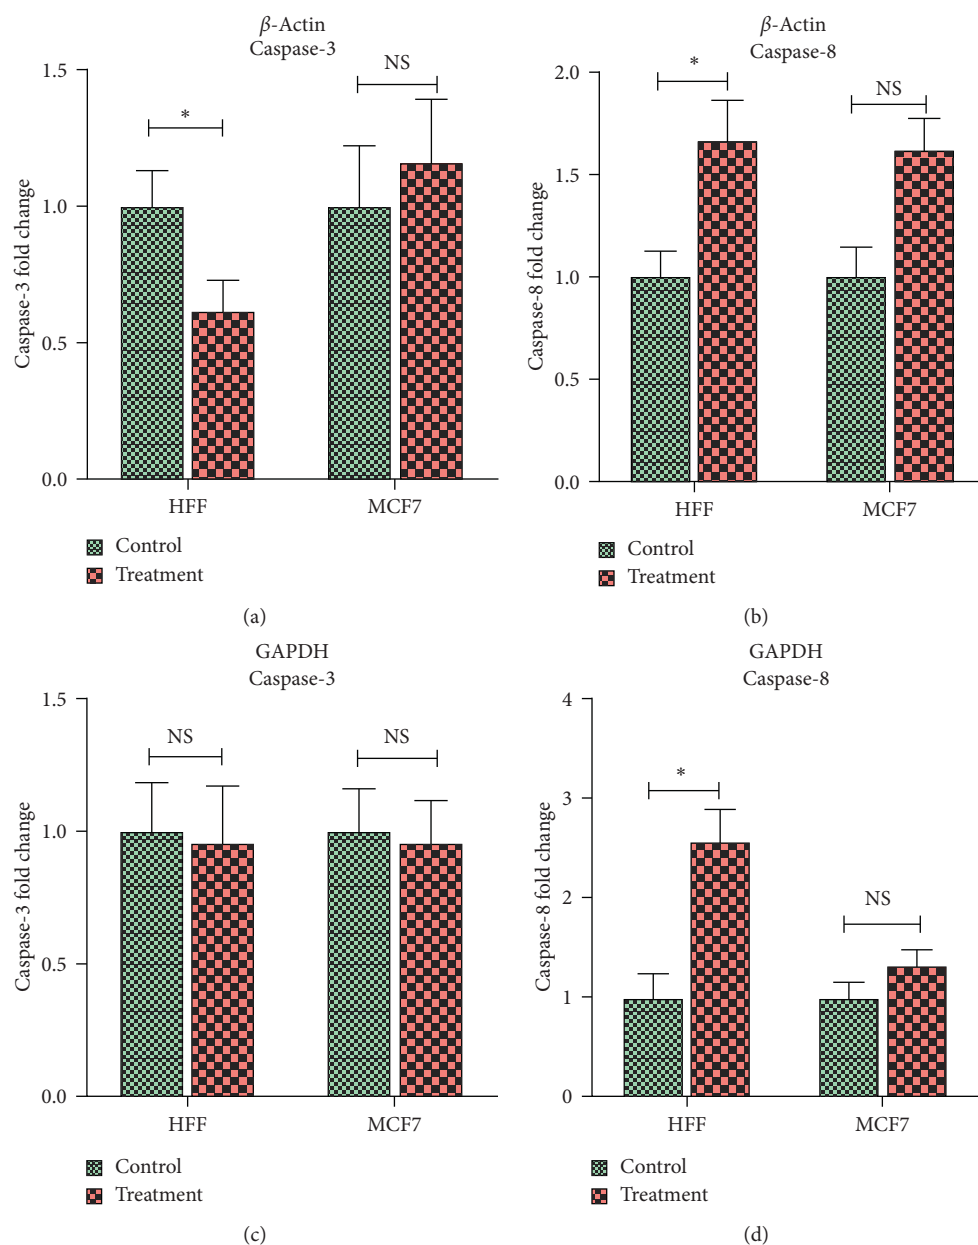 β-Actin
Caspase-3
Caspase-3 fold change
1.5
1.0
0.5
0.0
*
NS
HFF
MCF7
Control
Treatment
(a)
β-Actin
Caspase-8
Caspase-8 fold change
2.0
1.5
1.0
0.5
0.0
*
NS
HFF
MCF7
Control
Treatment
(b)
GAPDH
Caspase-3
Caspase-3 fold change
1.5
1.0
0.5
0.0
NS
NS
HFF
MCF7
Control
Treatment
(c)
GAPDH
Caspase-8
Caspase-8 fold change
4
3
2
1
0
*
NS
HFF
MCF7
Control
Treatment
(d)